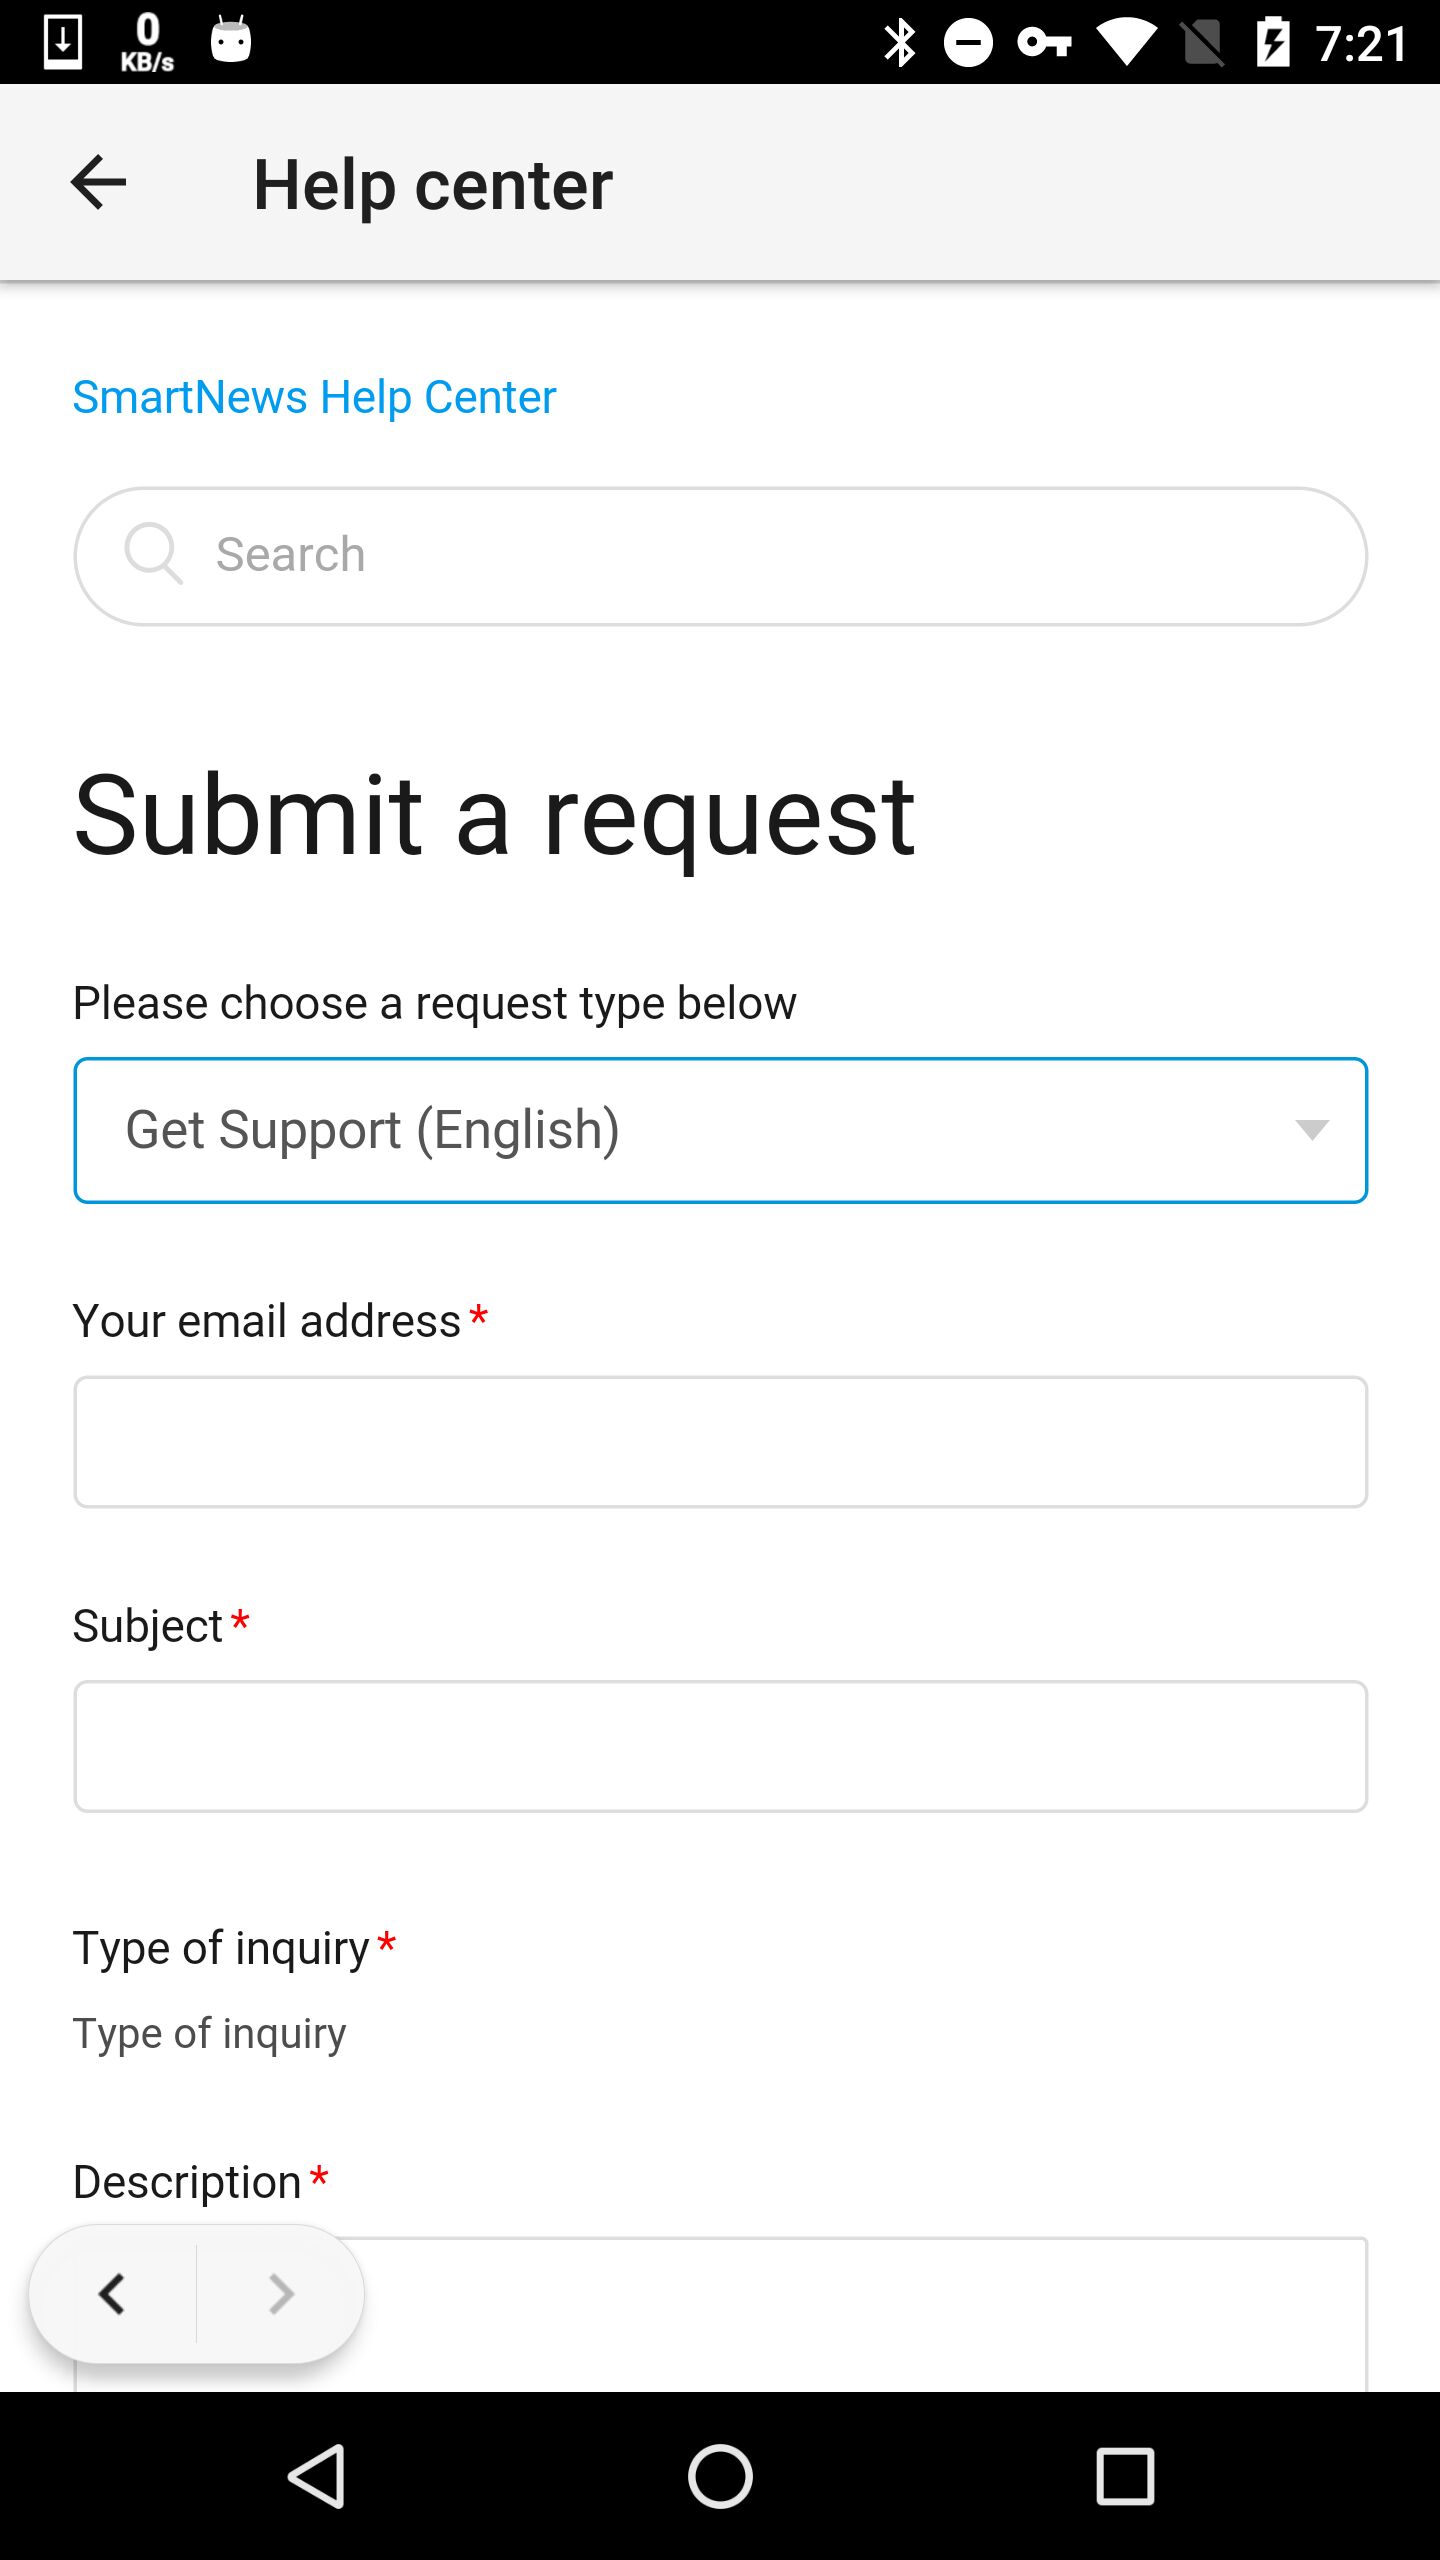 0
KB/s
7:21
Help center
SmartNews Help Center
Search
Submit a request
Please choose a request type below
Get Support (English)
Your email address *
Subject *
Type of inquiry *
Type of inquiry
Description *